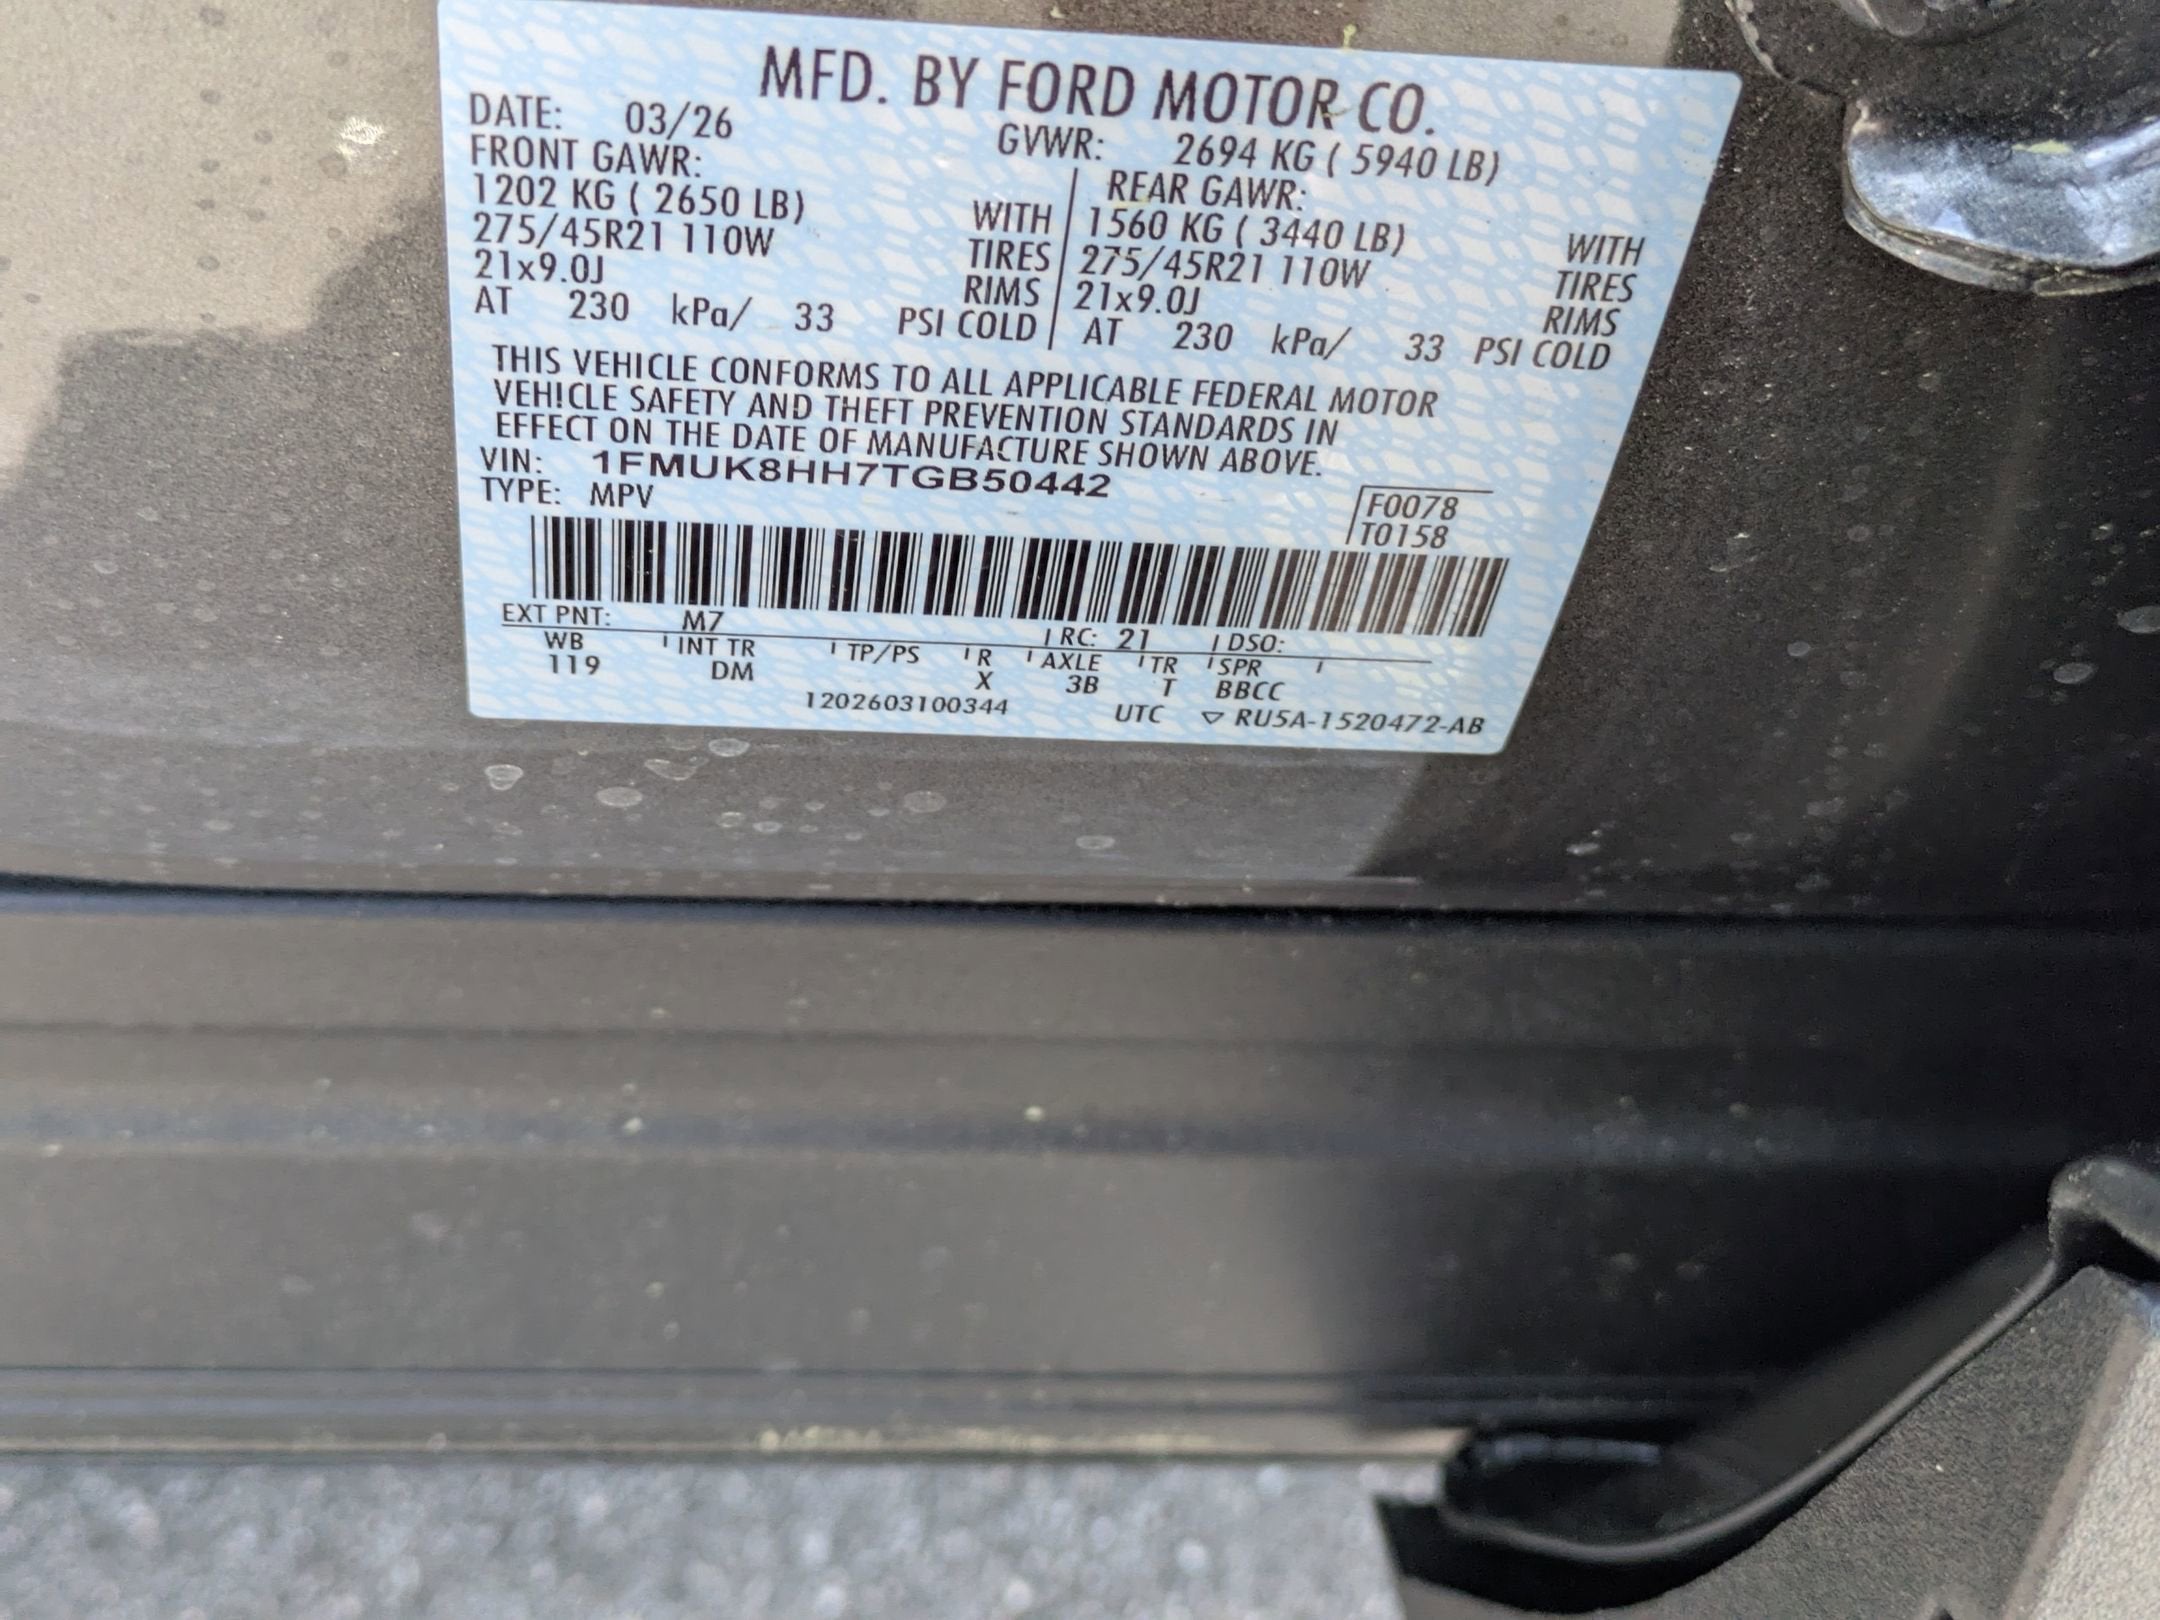 MFD. BY FORD MOTOR CO.
DATE: 03/26 GVWR: 2694 KG ( 5940 LB)
FRONT GAWR: REAR GAWR:
1202 KG ( 2650 LB) WITH 1560 KG ( 3440 LB) WITH
275/45R21 110W TIRES 275/45R21 110W TIRES
21x9.0J RIMS 21x9.0J RIMS
AT 230 kPa/ 33 PSI COLD AT 230 kPa/ 33 PSI COLD
THIS VEHICLE CONFORMS TO ALL APPLICABLE FEDERAL MOTOR
VEHICLE SAFETY AND THEFT PREVENTION STANDARDS IN
EFFECT ON THE DATE OF MANUFACTURE SHOWN ABOVE.
VIN: 1FMUK8HH7TGB50442
TYPE: MPV
F0078
T0158
EXT PNT: M7 RC: 21 DSO:
WB INT TR TP/PS R AXLE TR SPR
119 DM X 3B T BBCC
1202603100344 UTC ▽ RU5A-1520472-AB